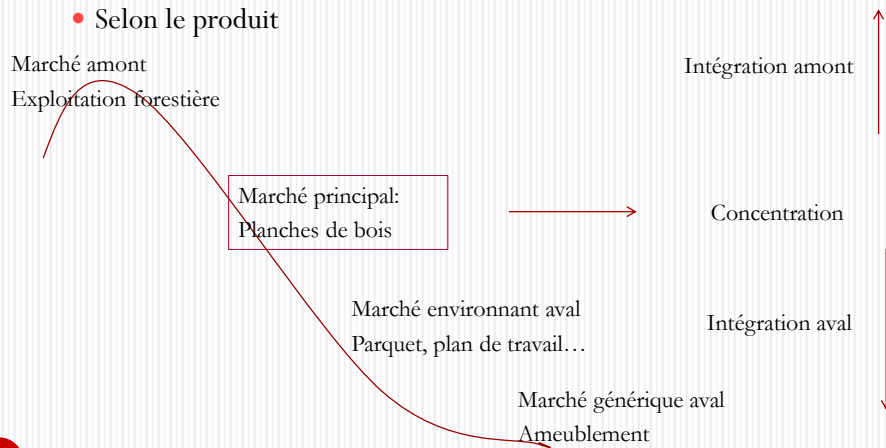 Selon le produit
Marché amont
Exploitation forestière
Intégration amont
Marché principal:
Planches de bois
Concentration
Marché environnant aval
Parquet, plan de travail…
Intégration aval
Marché générique aval
Ameublement